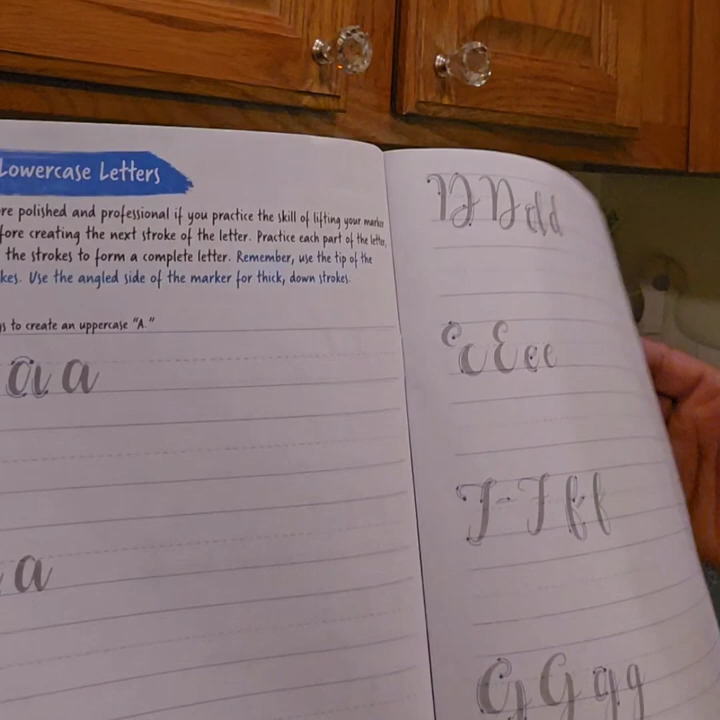 Lowercase Letters
re polished and professional if you practice the skill of lifting your marker
fore creating the next stroke of the letter. Practice each part of the letter,
the strokes to form a complete letter. Remember, use the tip of the
kes. Use the angled side of the marker for thick, down strokes.
s to create an uppercase "A."
a a
a
D D d d
E E e e
F F f f
G G g g